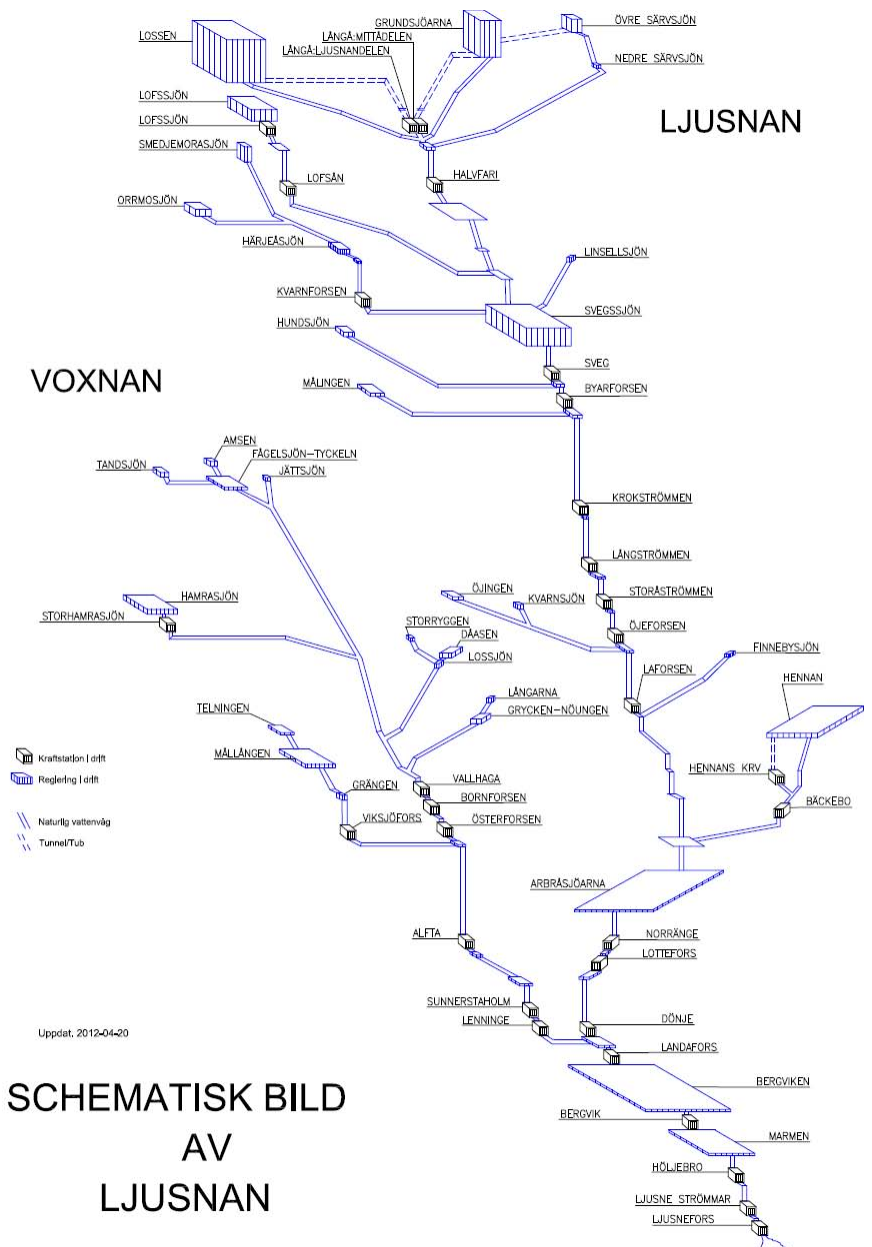 LOSSEN
GRUNDSJÖARNA
LÅNGÅ:MITTÅDELEN
LÅNGÅ:LJUSNANDELEN
ÖVRE SÄRVSJÖN
NEDRE SÄRVSJÖN
LJUSNAN
LOFSSJÖN
LOFSSJÖN
SMEDJEMORASJÖN
LOFSÅN
HALVFARI
ORRMOSJÖN
HÄRJEÅSJÖN
LINSELLSJÖN
KVARNFORSEN
SVEGSSJÖN
HUNDSJÖN
SVEG
VOXNAN
MÅLINGEN
BYARFORSEN
AMSEN
FÅGELSJÖN-TYCKELN
TANDSJÖN
JÄTTSJÖN
KROKSTRÖMMEN
LÅNGSTRÖMMEN
HAMRASJÖN
STORHAMRASJÖN
ÖJINGEN
KVARNSJÖN
STORÅSTRÖMMEN
ÖJEFORSEN
STORRYGGEN
DÅASEN
LOSSJÖN
FINNEBYSJÖN
LAFORSEN
HENNAN
LÅNGARNA
GRYCKEN-NÖUNGEN
TELNINGEN
MÅLLÅNGEN
Kraftstation i drift
Reglering i drift
Naturlig vattenväg
Tunnel/Tub
GRÄNGEN
VIKSJÖFORS
VALLHAGA
BORNFORSEN
ÖSTERFORSEN
HENNANS KRV
BÄCKEBO
ARBRÅSJÖARNA
ALFTA
NORRÄNGE
LOTTEFORS
SUNNERSTAHOLM
LENNINGE
DÖNJE
LANDAFORS
Uppdat. 2012-04-20
BERGVIKEN
BERGVIK
MARMEN
HÖLJEBRO
LJUSNE STRÖMMAR
LJUSNEFORS
SCHEMATISK BILD
AV
LJUSNAN